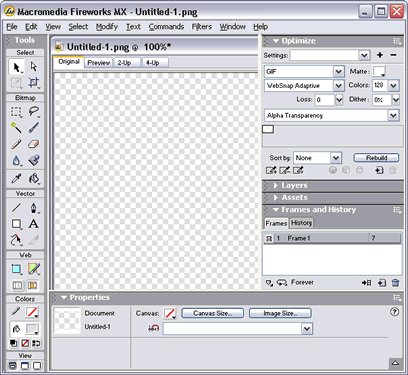 Macromedia Fireworks MX - Untitled-1.png
File Edit View Select Modify Text Commands Filters Window Help
Tools
Select
Bitmap
Vector
A
Web
Colors
View
Untitled-1.png @ 100%*
Original Preview 2-Up 4-Up
Optimize
Settings:
GIF Matte:
WebSnap Adaptive Colors: 128
Loss: 0 Dither: 0%
Alpha Transparency
Sort by: None Rebuild
Layers
Assets
Frames and History
Frames History
1 Frame 1 7
Forever
Properties
Document Canvas: Canvas Size... Image Size...
Untitled-1